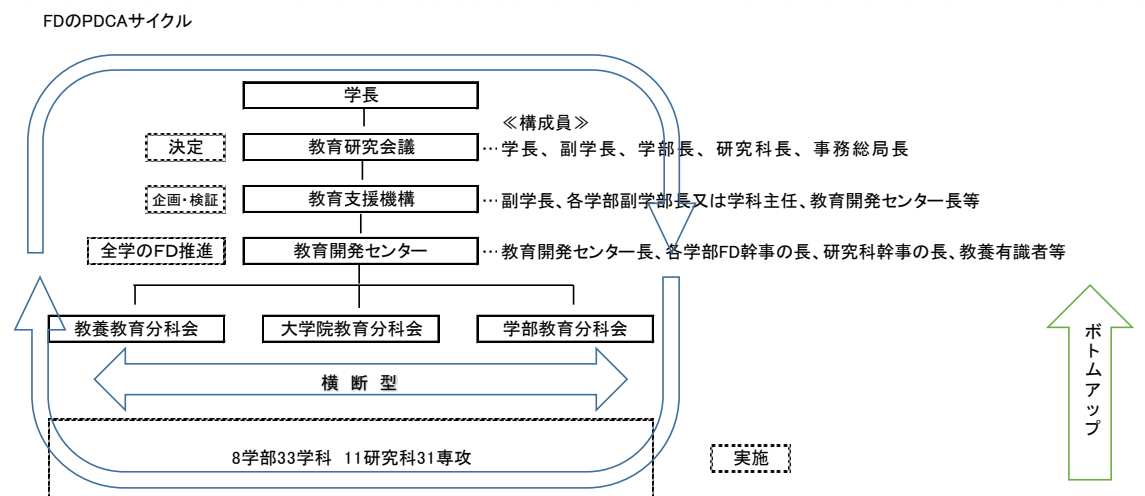 FDのPDCAサイクル
学長
≪構成員≫
決定
教育研究会議
…学長、副学長、学部長、研究科長、事務総局長
企画・検証
教育支援機構
…副学長、各学部副学部長又は学科主任、教育開発センター長等
全学のFD推進
教育開発センター
…教育開発センター長、各学部FD幹事の長、研究科幹事の長、教養有識者等
教養教育分科会
大学院教育分科会
学部教育分科会
横断型
ボトムアップ
8学部33学科 11研究科31専攻
実施